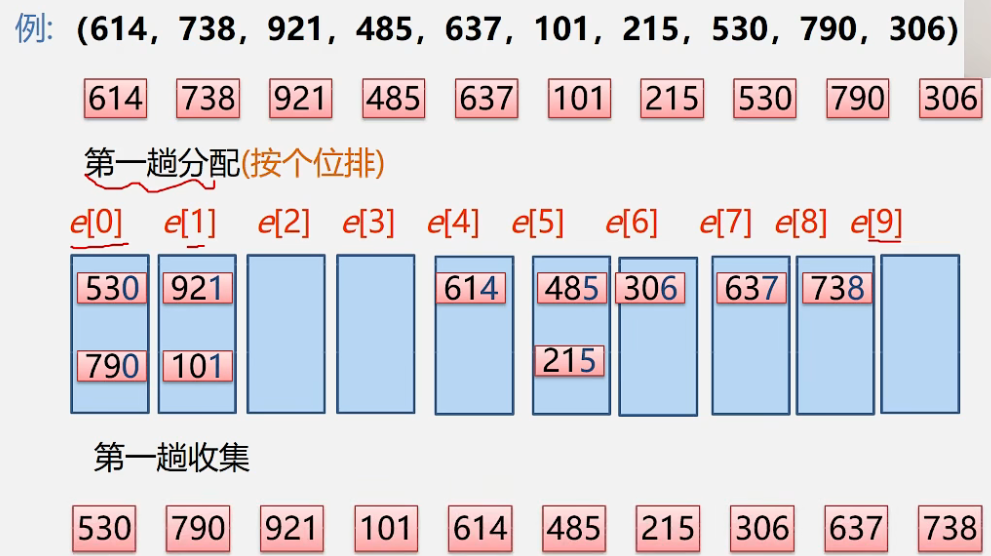 例: (614, 738, 921, 485, 637, 101, 215, 530, 790, 306)
614 738 921 485 637 101 215 530 790 306
第一趟分配(按个位排)
e[0] e[1] e[2] e[3] e[4] e[5] e[6] e[7] e[8] e[9]
530 921 614 485 306 637 738
790 101 215
第一趟收集
530 790 921 101 614 485 215 306 637 738